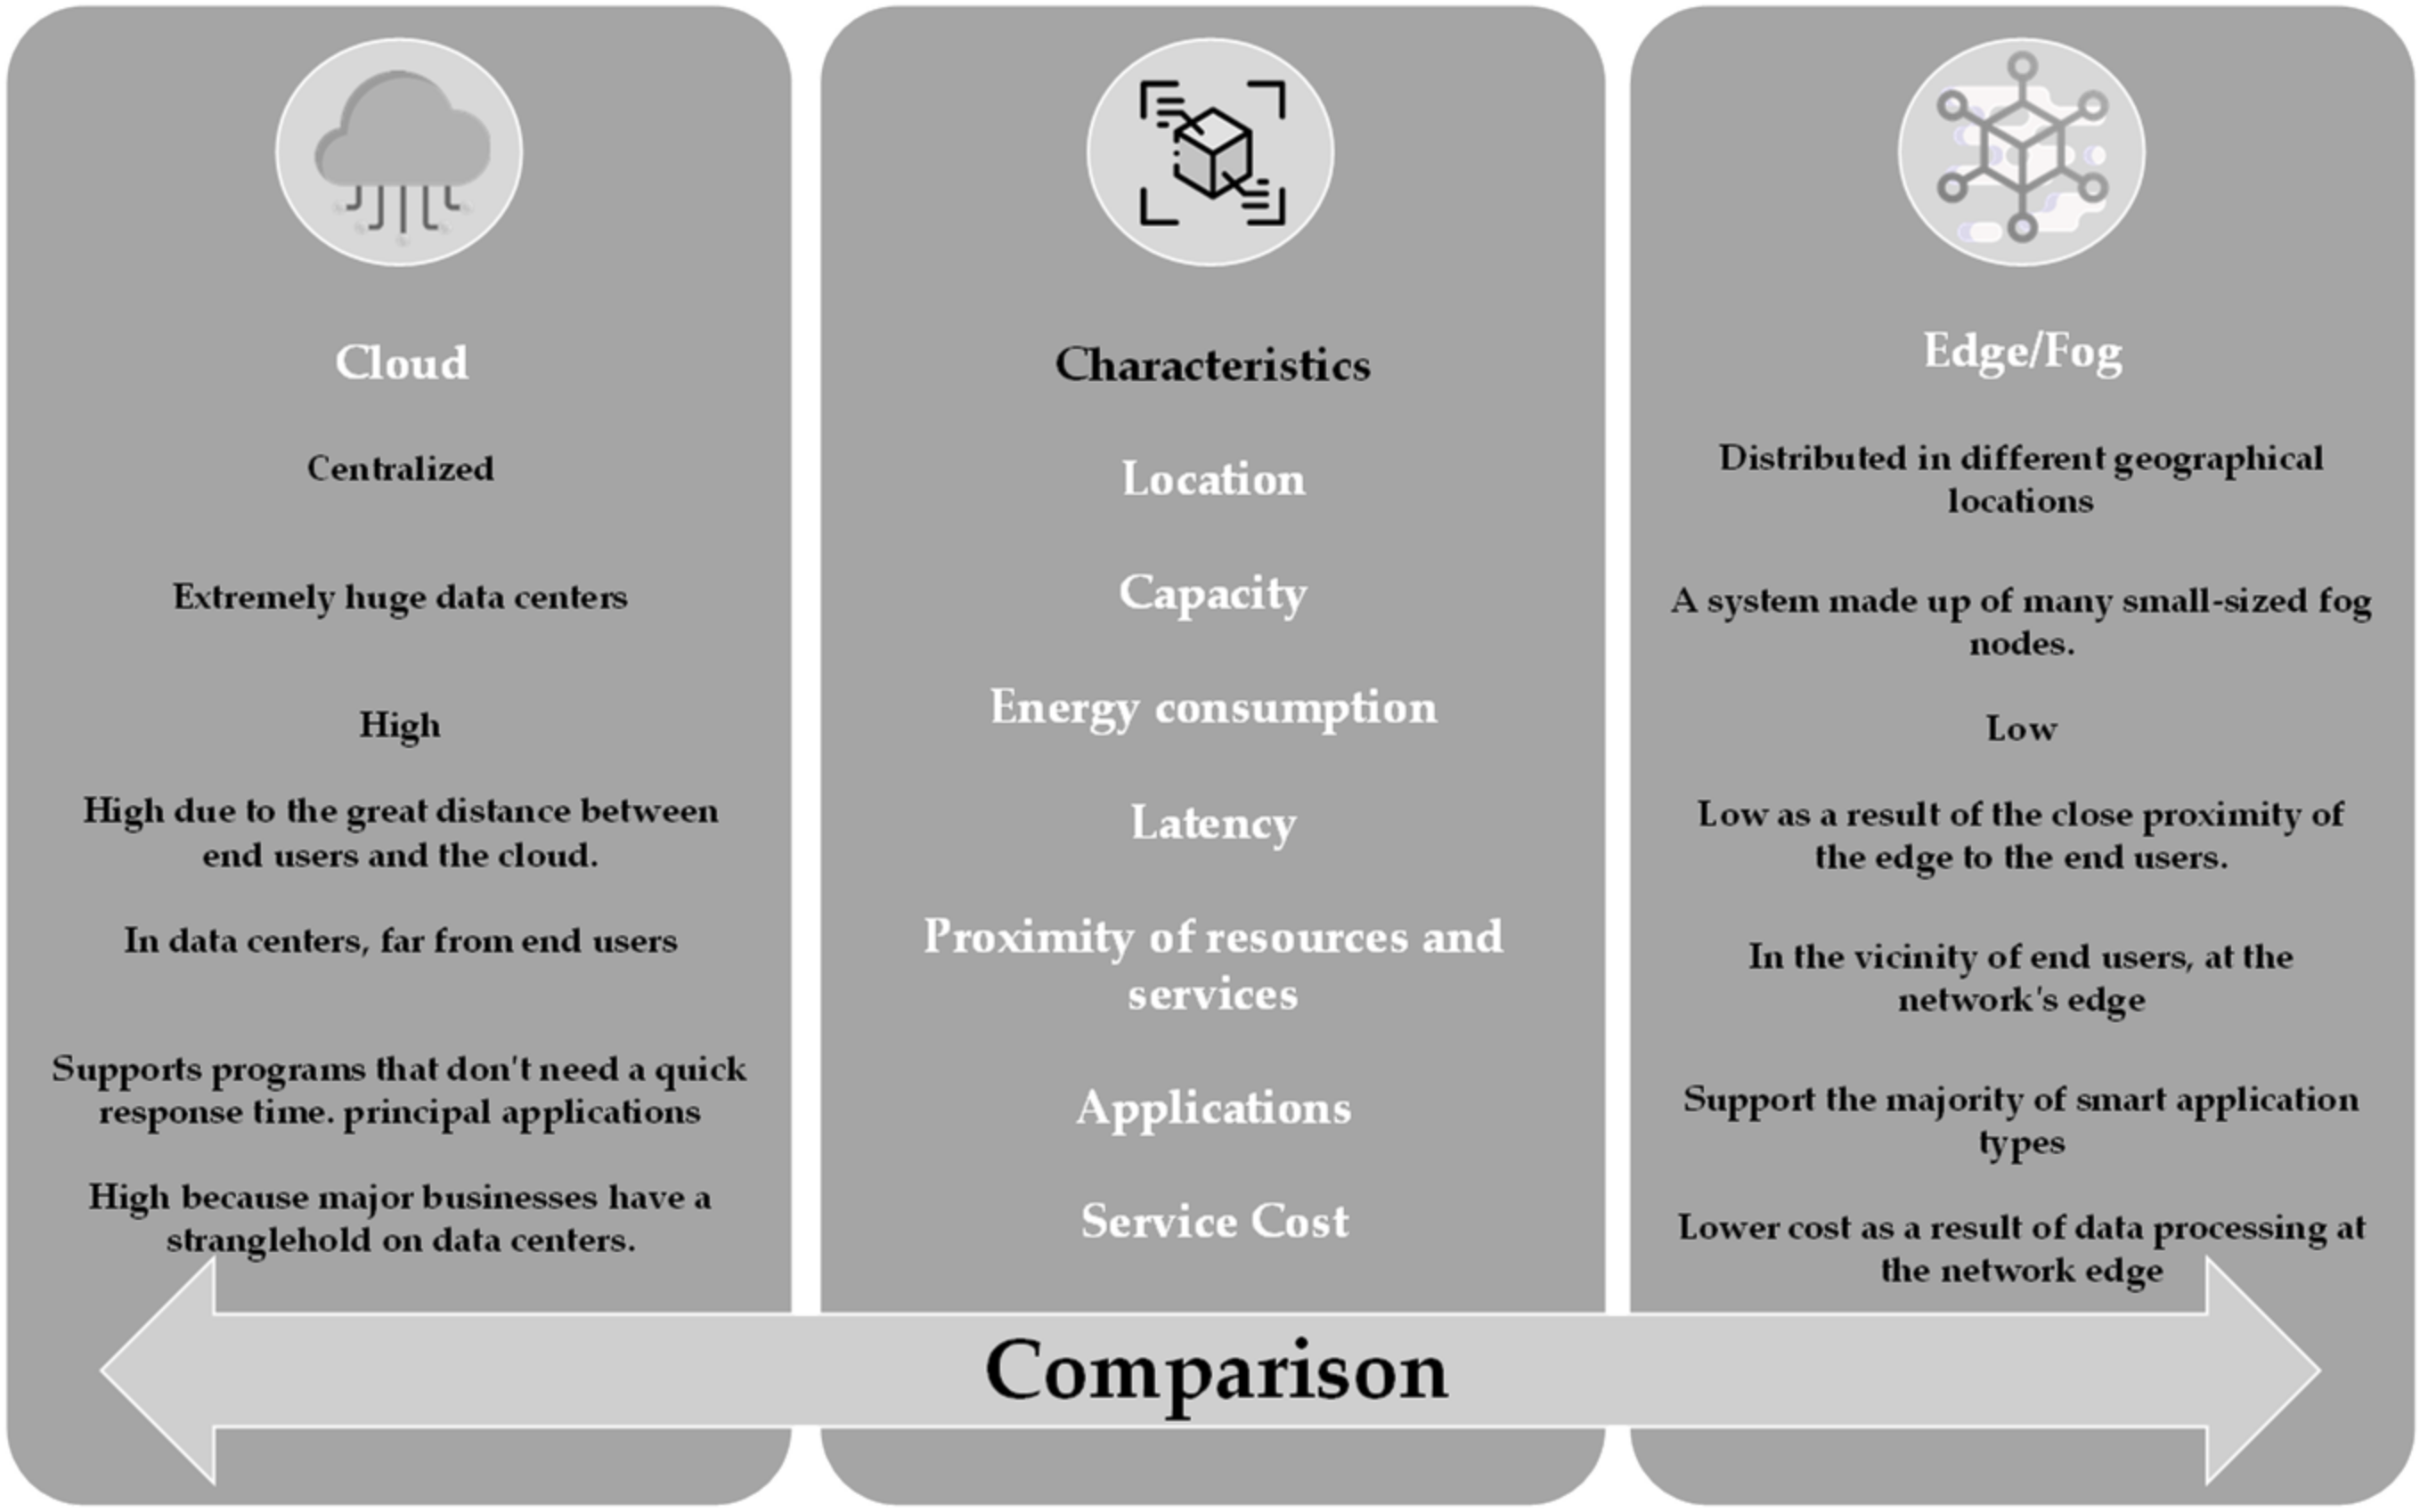 Cloud
Centralized
Extremely huge data centers
High
High due to the great distance between
end users and the cloud.
In data centers, far from end users
Supports programs that don't need a quick
response time. principal applications
High because major businesses have a
stranglehold on data centers.
Characteristics
Location
Capacity
Energy consumption
Latency
Proximity of resources and
services
Applications
Service Cost
Edge/Fog
Distributed in different geographical
locations
A system made up of many small-sized fog
nodes.
Low
Low as a result of the close proximity of
the edge to the end users.
In the vicinity of end users, at the
network's edge
Support the majority of smart application
types
Lower cost as a result of data processing at
the network edge
Comparison